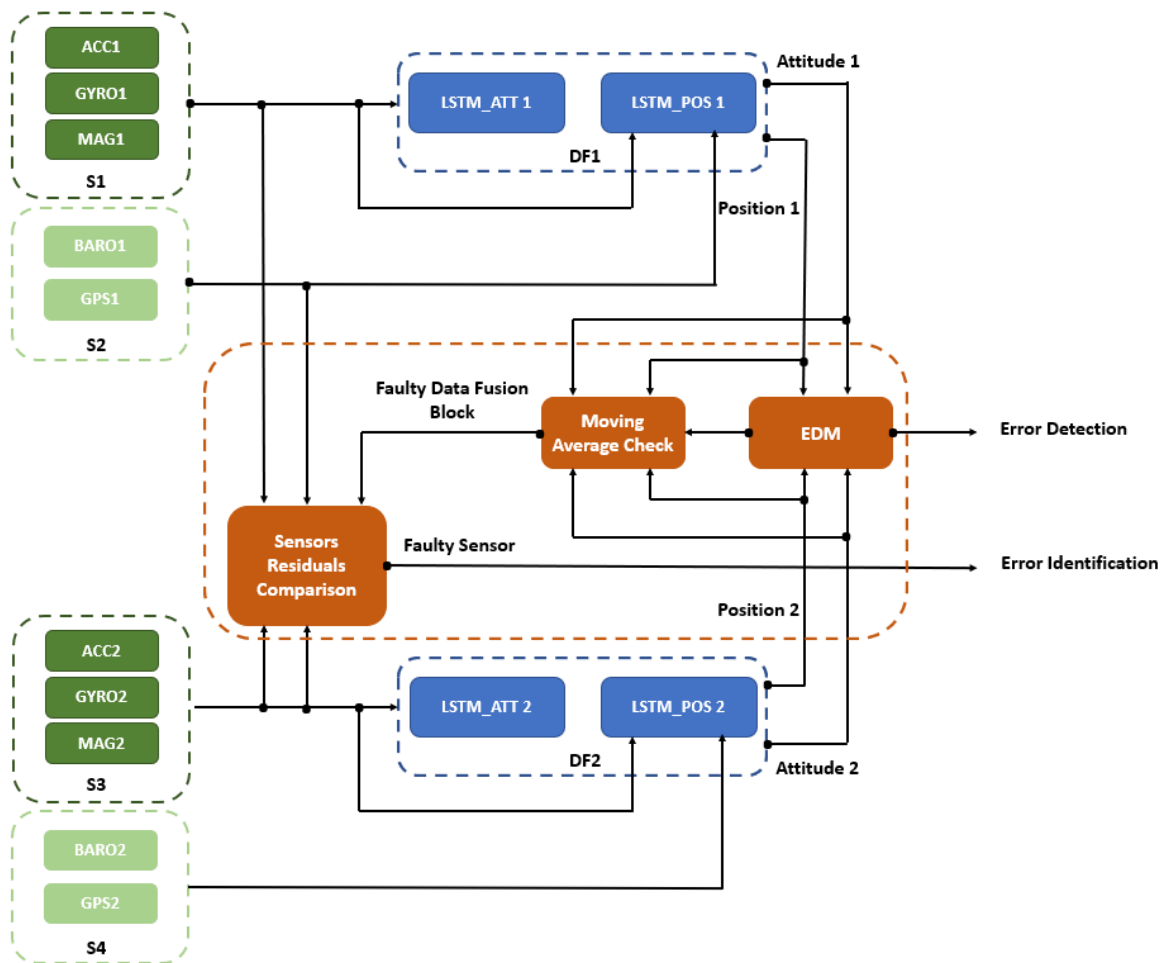 ACC1
GYRO1
MAG1
S1
BARO1
GPS1
S2
LSTM_ATT 1
LSTM_POS 1
DF1
Attitude 1
Position 1
Faulty Data Fusion
Block
Moving
Average Check
EDM
Error Detection
Sensors
Residuals
Comparison
Faulty Sensor
Error Identification
Position 2
ACC2
GYRO2
MAG2
S3
LSTM_ATT 2
LSTM_POS 2
DF2
Attitude 2
BARO2
GPS2
S4